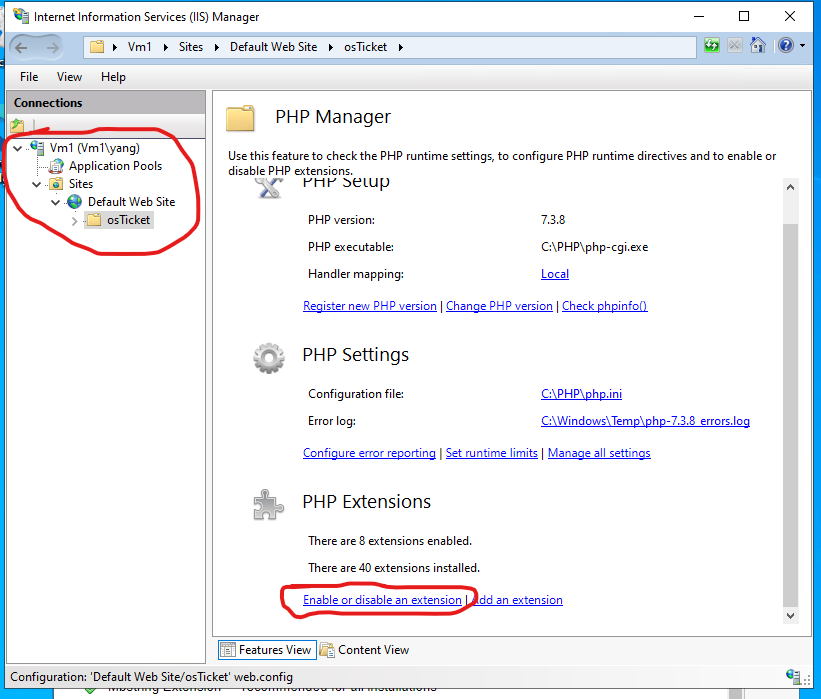 Internet Information Services (IIS) Manager
Vm1 Sites Default Web Site osTicket
File View Help
Connections
Vm1 (Vm1\yang)
Application Pools
Sites
Default Web Site
osTicket
PHP Manager
Use this feature to check the PHP runtime settings, to configure PHP runtime directives and to enable or
disable PHP extensions.
PHP Setup
PHP version: 7.3.8
PHP executable: C:\PHP\php-cgi.exe
Handler mapping: Local
Register new PHP version | Change PHP version | Check phpinfo()
PHP Settings
Configuration file: C:\PHP\php.ini
Error log: C:\Windows\Temp\php-7.3.8_errors.log
Configure error reporting | Set runtime limits | Manage all settings
PHP Extensions
There are 8 extensions enabled.
There are 40 extensions installed.
Enable or disable an extension | Add an extension
Features View Content View
Configuration: 'Default Web Site/osTicket' web.config
Mbstring Extension — recommended for all installations